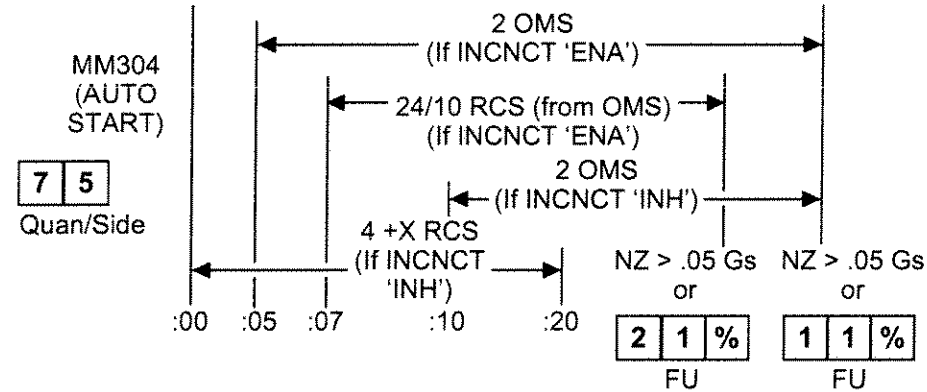 2 OMS
(If INCNCT 'ENA')
MM304
(AUTO
START)
24/10 RCS (from OMS)
(If INCNCT 'ENA')
2 OMS
(If INCNCT 'INH')
7 5
Quan/Side
4 +X RCS
(If INCNCT
'INH')
NZ > .05 Gs
or
NZ > .05 Gs
or
:00 :05 :07 :10 :20
2 1 %
FU
1 1 %
FU